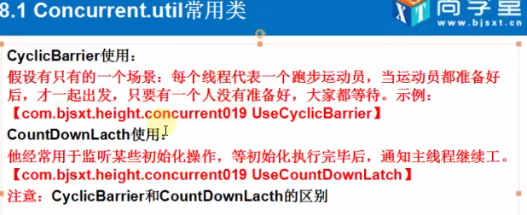 8.1 Concurrent.util常用类
尚学堂
www.bjsxt.com
CyclicBarrier使用：
假设有只有的一个场景：每个线程代表一个跑步运动员，当运动员都准备好
后，才一起出发，只要有一个人没有准备好，大家都等待。示例：
【com.bjsxt.height.concurrent019 UseCyclicBarrier】
CountDownLacth使用：
他经常用于监听某些初始化操作，等初始化执行完毕后，通知主线程继续工。
【com.bjsxt.height.concurrent019 UseCountDownLatch】
注意：CyclicBarrier和CountDownLacth的区别